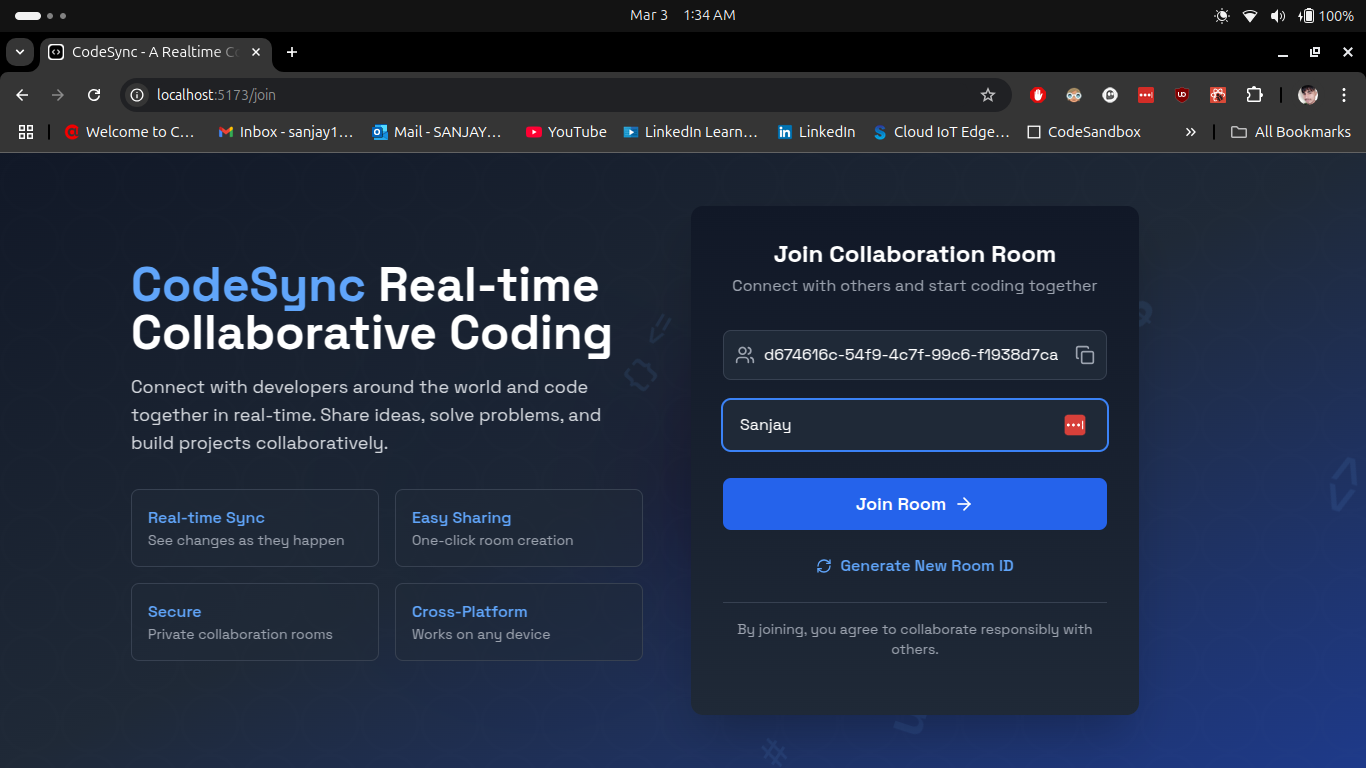 Mar 3 1:34 AM
100%
CodeSync - A Realtime Co
localhost:5173/join
Welcome to C…
Inbox - sanjay1…
Mail - SANJAY…
YouTube
LinkedIn Learn…
LinkedIn
Cloud IoT Edge…
CodeSandbox
All Bookmarks
CodeSync Real-time
Collaborative Coding
Connect with developers around the world and code
together in real-time. Share ideas, solve problems, and
build projects collaboratively.
Real-time Sync
See changes as they happen
Easy Sharing
One-click room creation
Secure
Private collaboration rooms
Cross-Platform
Works on any device
Join Collaboration Room
Connect with others and start coding together
d674616c-54f9-4c7f-99c6-f1938d7ca
Sanjay
Join Room
Generate New Room ID
By joining, you agree to collaborate responsibly with
others.